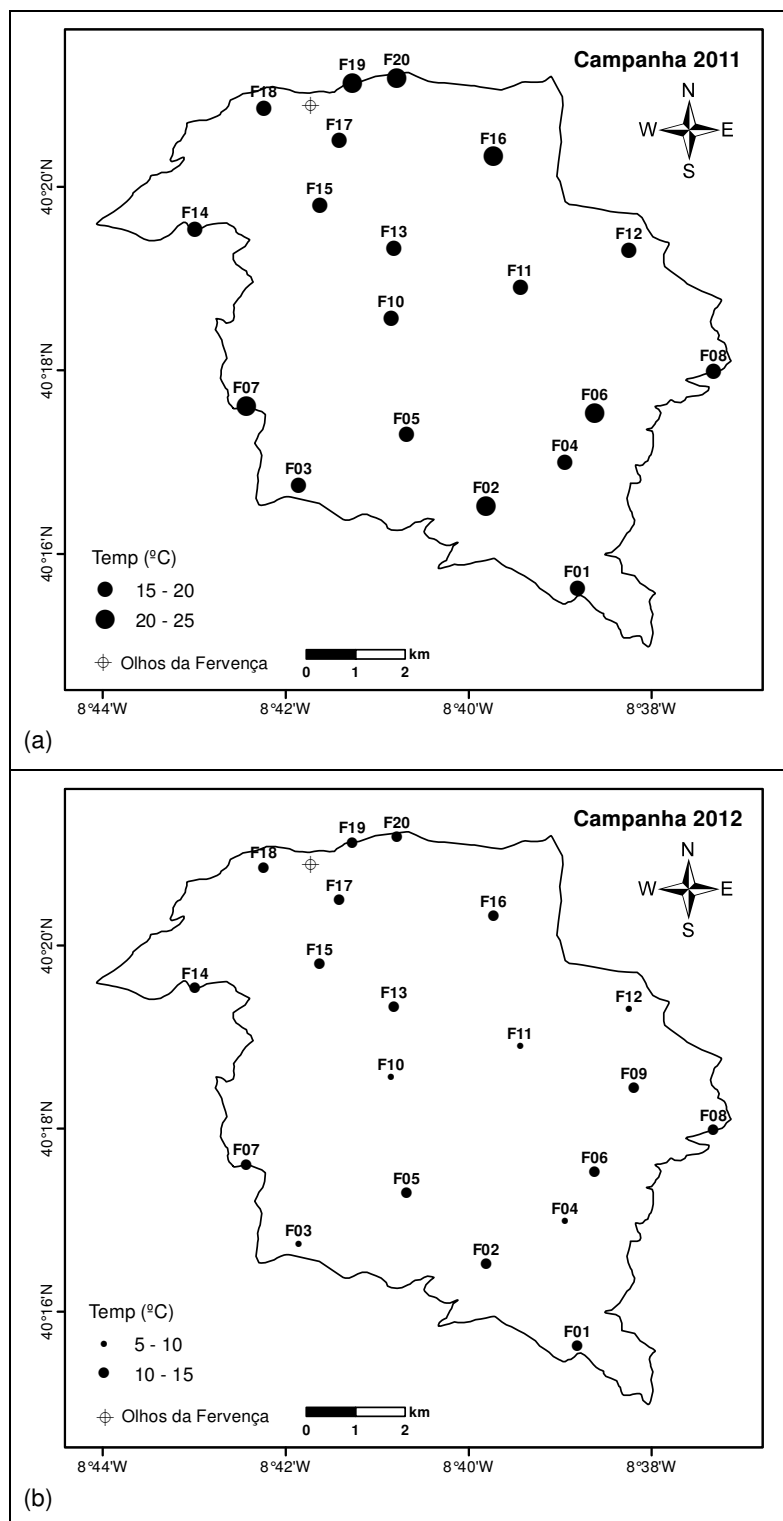 Campanha 2011
N
W E
S
F19 F20
F18
F17
F16
40°20'N
F15
F14
F13
F12
F11
F10
40°18'N
F08
F07
F06
F05
F04
F03
F02
40°16'N
F01
Temp (ºC)
15 - 20
20 - 25
Olhos da Fervença
km
0 1 2
8°44'W 8°42'W 8°40'W 8°38'W
(a)
Campanha 2012
N
W E
S
F19 F20
F18
F17
F16
40°20'N
F15
F14
F13
F12
F11
F10
F09
40°18'N
F08
F07
F06
F05
F04
F03
F02
40°16'N
F01
Temp (ºC)
5 - 10
10 - 15
Olhos da Fervença
km
0 1 2
8°44'W 8°42'W 8°40'W 8°38'W
(b)